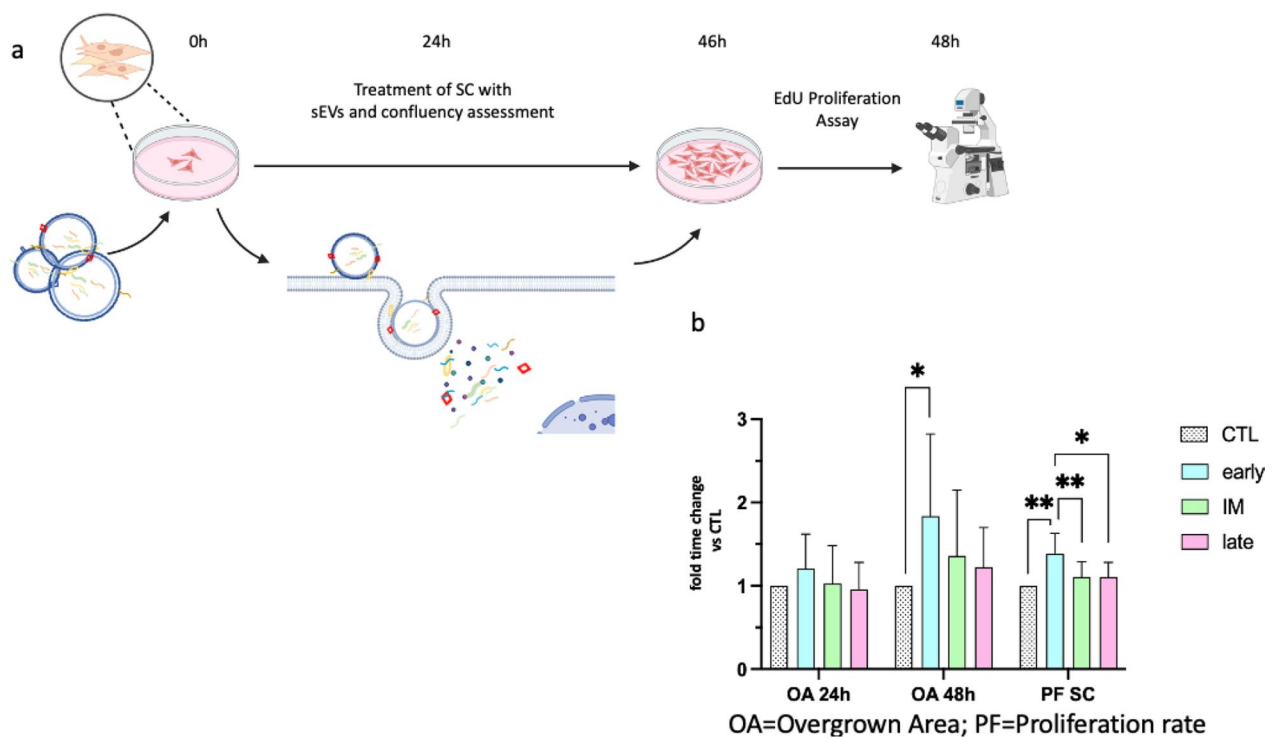 a
0h
24h
46h
48h
Treatment of SC with
sEVs and confluency assessment
EdU Proliferation
Assay
b
*
*
**
**
3
2
1
0
fold time change
vs CTL
CTL
early
IM
late
OA 24h
OA 48h
PF SC
OA=Overgrown Area; PF=Proliferation rate